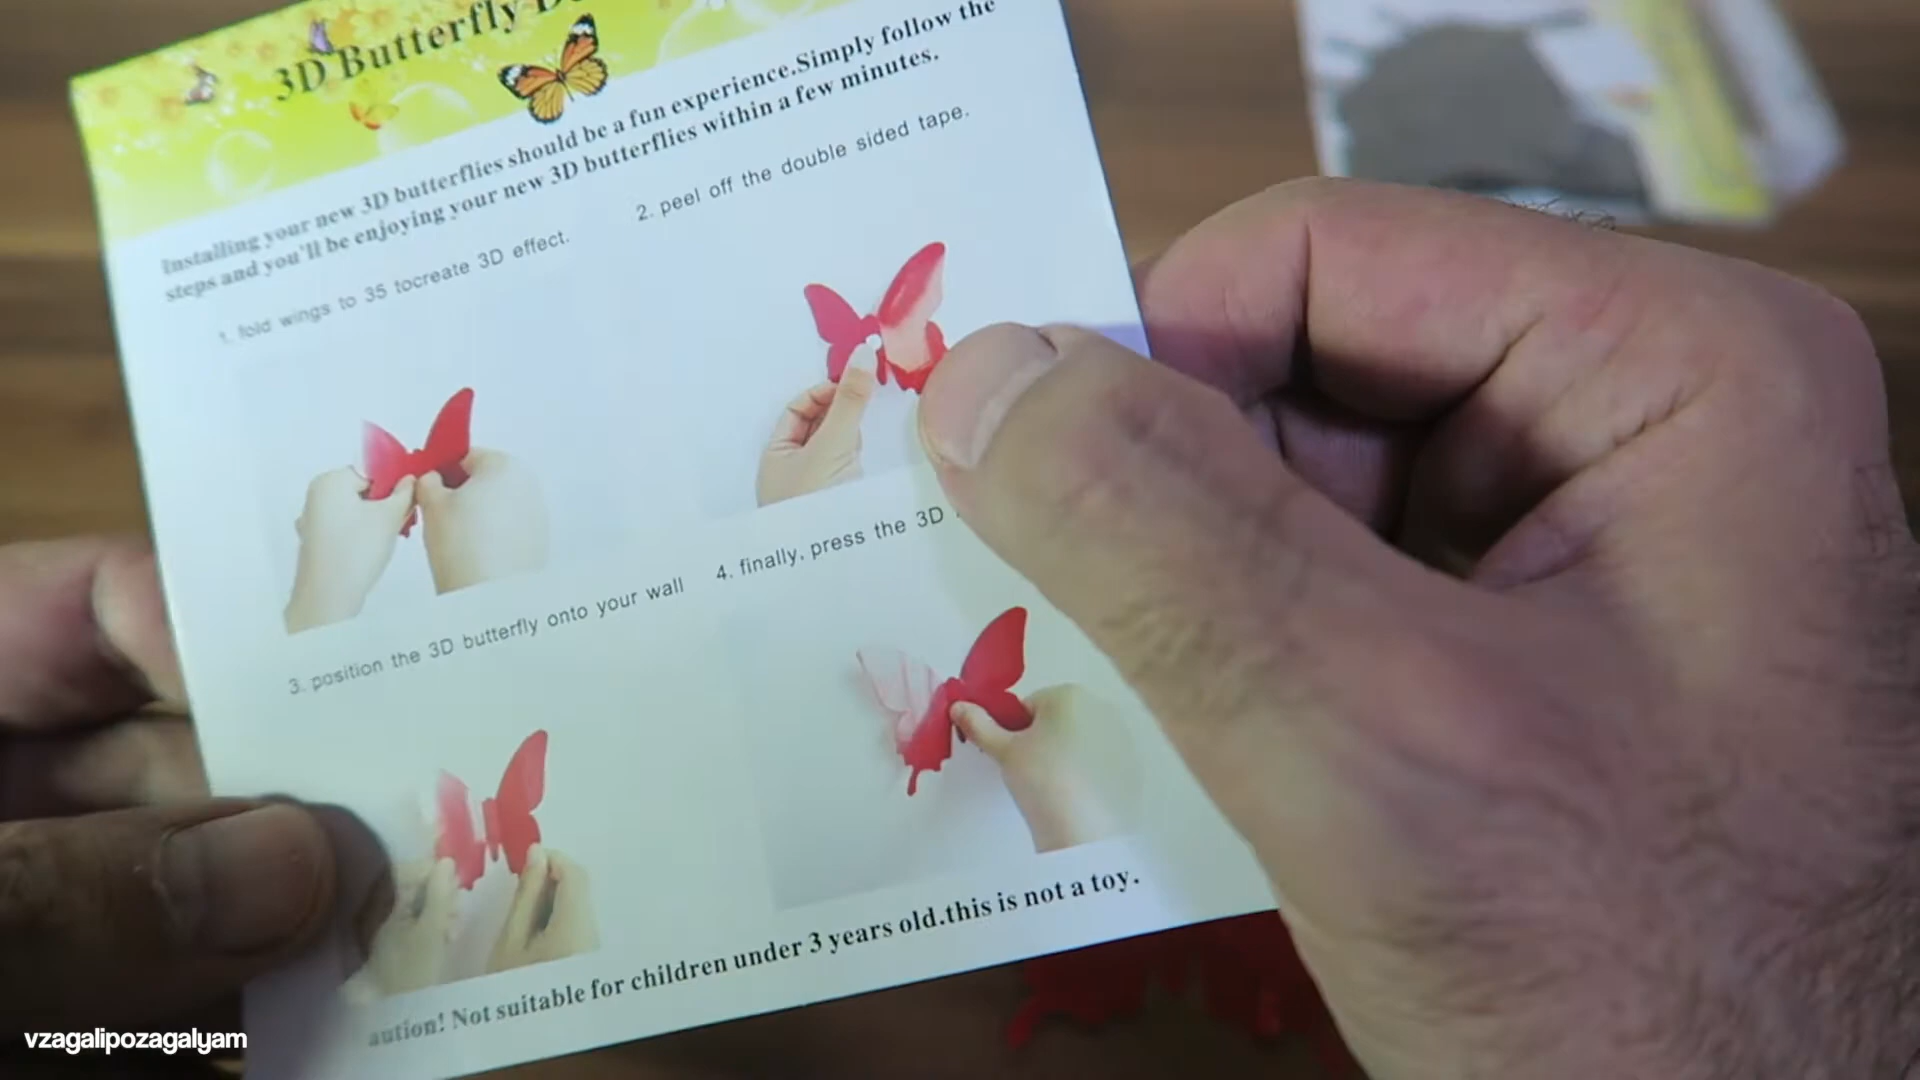 3D Butterfly
Installing your new 3D butterflies should be a fun experience.Simply follow the
steps and you'll be enjoying your new 3D butterflies within a few minutes.
1. fold wings to 35 tocreate 3D effect.
2. peel off the double sided tape.
3. position the 3D butterfly onto your wall
4. finally, press the 3D
aution! Not suitable for children under 3 years old.this is not a toy.
vzagalipozagalyam